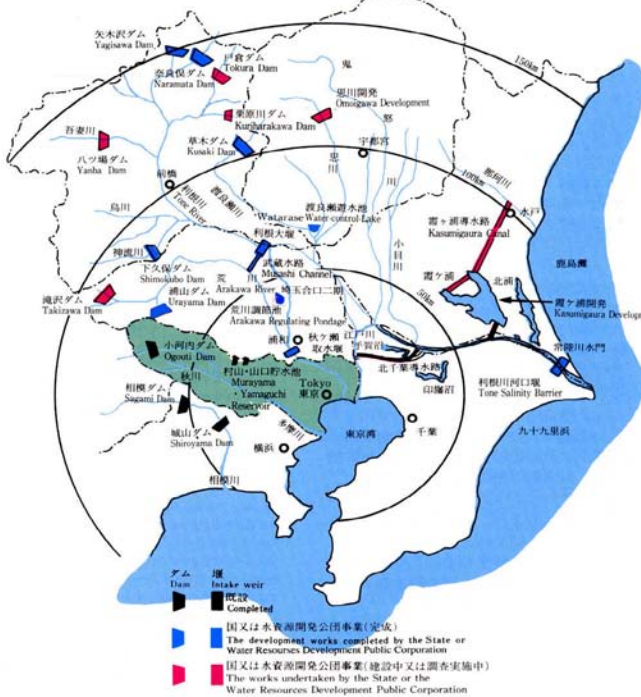 矢木沢ダム
Yagisawa Dam
戸倉ダム
Tokura Dam
奈良俣ダム
Naramata Dam
150km
鬼
怒
川
思川開発
Omoigawa Development
栗原川ダム
Kuriharakawa Dam
吾妻川
八ツ場ダム
Yanba Dam
草木ダム
Kusaki Dam
宇都宮
前橋
利根川
Tone River
渡良瀬川
思川
100km
那珂川
水戸
渡良瀬遊水池
Watarase Water control-Lake
霞ヶ浦導水路
Kasumigaura Canal
烏川
利根大堰
小目川
鹿島灘
神流川
武蔵水路
Musashi Channel
霞ヶ浦
北浦
下久保ダム
Shimokubo Dam
荒川
Arakawa River
埼玉合口二期
50km
霞ヶ浦開発
Kasumigaura Develop
滝沢ダム
Takizawa Dam
浦山ダム
Urayama Dam
荒川調節池
Arakawa Regulating Pondage
江戸川
手賀沼
常陸川水門
小河内ダム
Ogouti Dam
浦和
秋ケ瀬
取水堰
北千葉導水路
村山・山口貯水池
Murayama
・Yamaguchi
Reservoir
秋川
Tokyo
東京
印旛沼
利根川河口堰
Tone Salinity Barrier
相模ダム
Sagami Dam
多摩川
城山ダム
Shiroyama Dam
横浜
東京湾
千葉
九十九里浜
相模川
ダム
Dam
堰
Intake weir
既設
Completed
国又は水資源開発公団事業(完成)
The development works completed by the State or
Water Resourses Development Public Corporation
国又は水資源開発公団事業(建設中又は調査実施中)
The works undertaken by the State or the
Water Resources Development Public Corporation